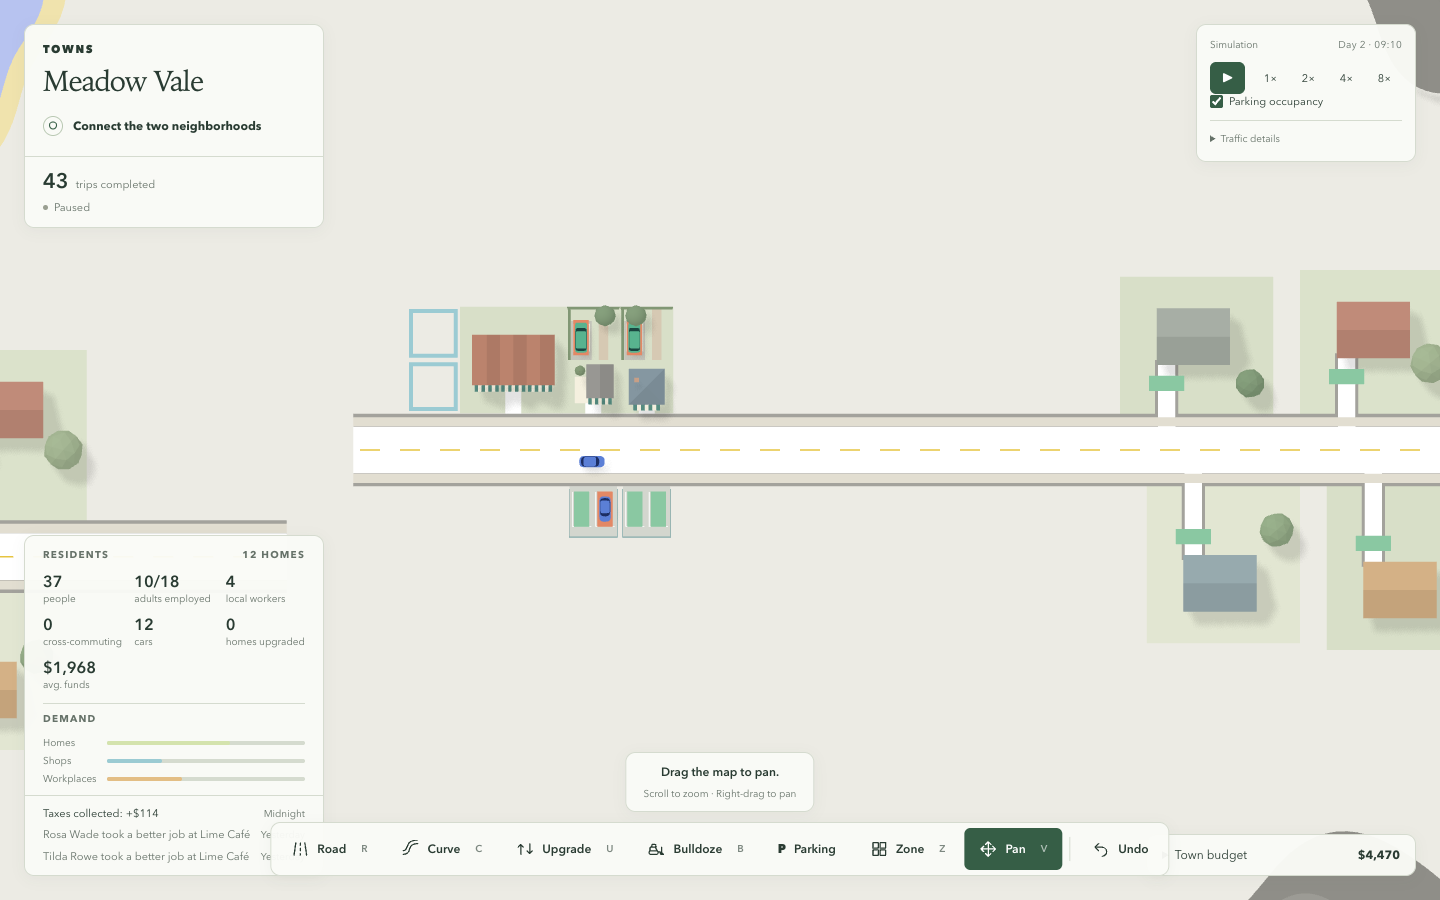 TOWNS
Meadow Vale
Connect the two neighborhoods
43 trips completed
Paused
Simulation Day 2 · 09:10
1× 2× 4× 8×
Parking occupancy
Traffic details
RESIDENTS 12 HOMES
37 10/18 4
people adults employed local workers
0 12 0
cross-commuting cars homes upgraded
$1,968
avg. funds
DEMAND
Homes
Shops
Workplaces
Taxes collected: +$114 Midnight
Rosa Wade took a better job at Lime Café
Tilda Rowe took a better job at Lime Café
Drag the map to pan.
Scroll to zoom · Right-drag to pan
Road R Curve C Upgrade U Bulldoze B P Parking Zone Z Pan V Undo
Town budget $4,470